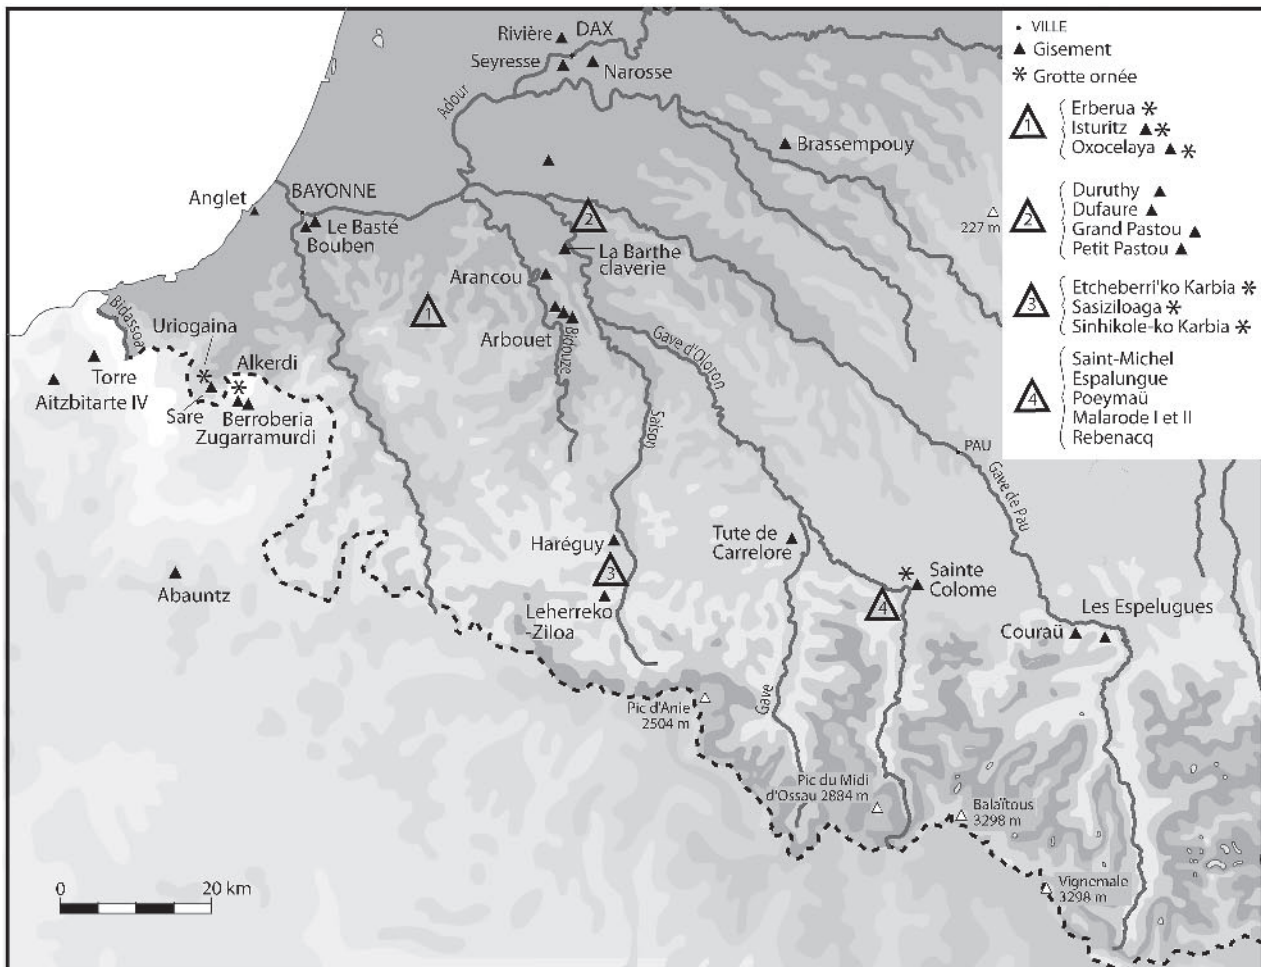 Rivière
DAX
Seyresse
Narosse
Adour
Brassempouy
Anglet
BAYONNE
Le Basté
Bouben
La Barthe
claverie
Arancou
Arbouet
Bidouze
Gave d'Oloron
Saison
227 m
Bidassoa
Uriogaina
Alkerdi
Torre
Aitzbitarte IV
Sare
Berroberia
Zugarramurdi
Abauntz
PAU
Gave de Pau
Haréguy
Leherreko
-Ziloa
Tute de
Carrelore
Sainte
Colome
Les Espelugues
Couraü
Gave
Pic d'Anie
2504 m
Pic du Midi
d'Ossau 2884 m
Balaïtous
3298 m
Vignemale
3298 m
0 20 km
1
2
3
4
• VILLE
▲ Gisement
* Grotte ornée
1
Erberua *
Isturitz ▲*
Oxocelaya ▲*
2
Duruthy ▲
Dufaure ▲
Grand Pastou ▲
Petit Pastou ▲
3
Etcheberri'ko Karbia *
Sasiziloaga *
Sinhikole-ko Karbia *
4
Saint-Michel
Espalungue
Poeymaü
Malarode I et II
Rebenacq